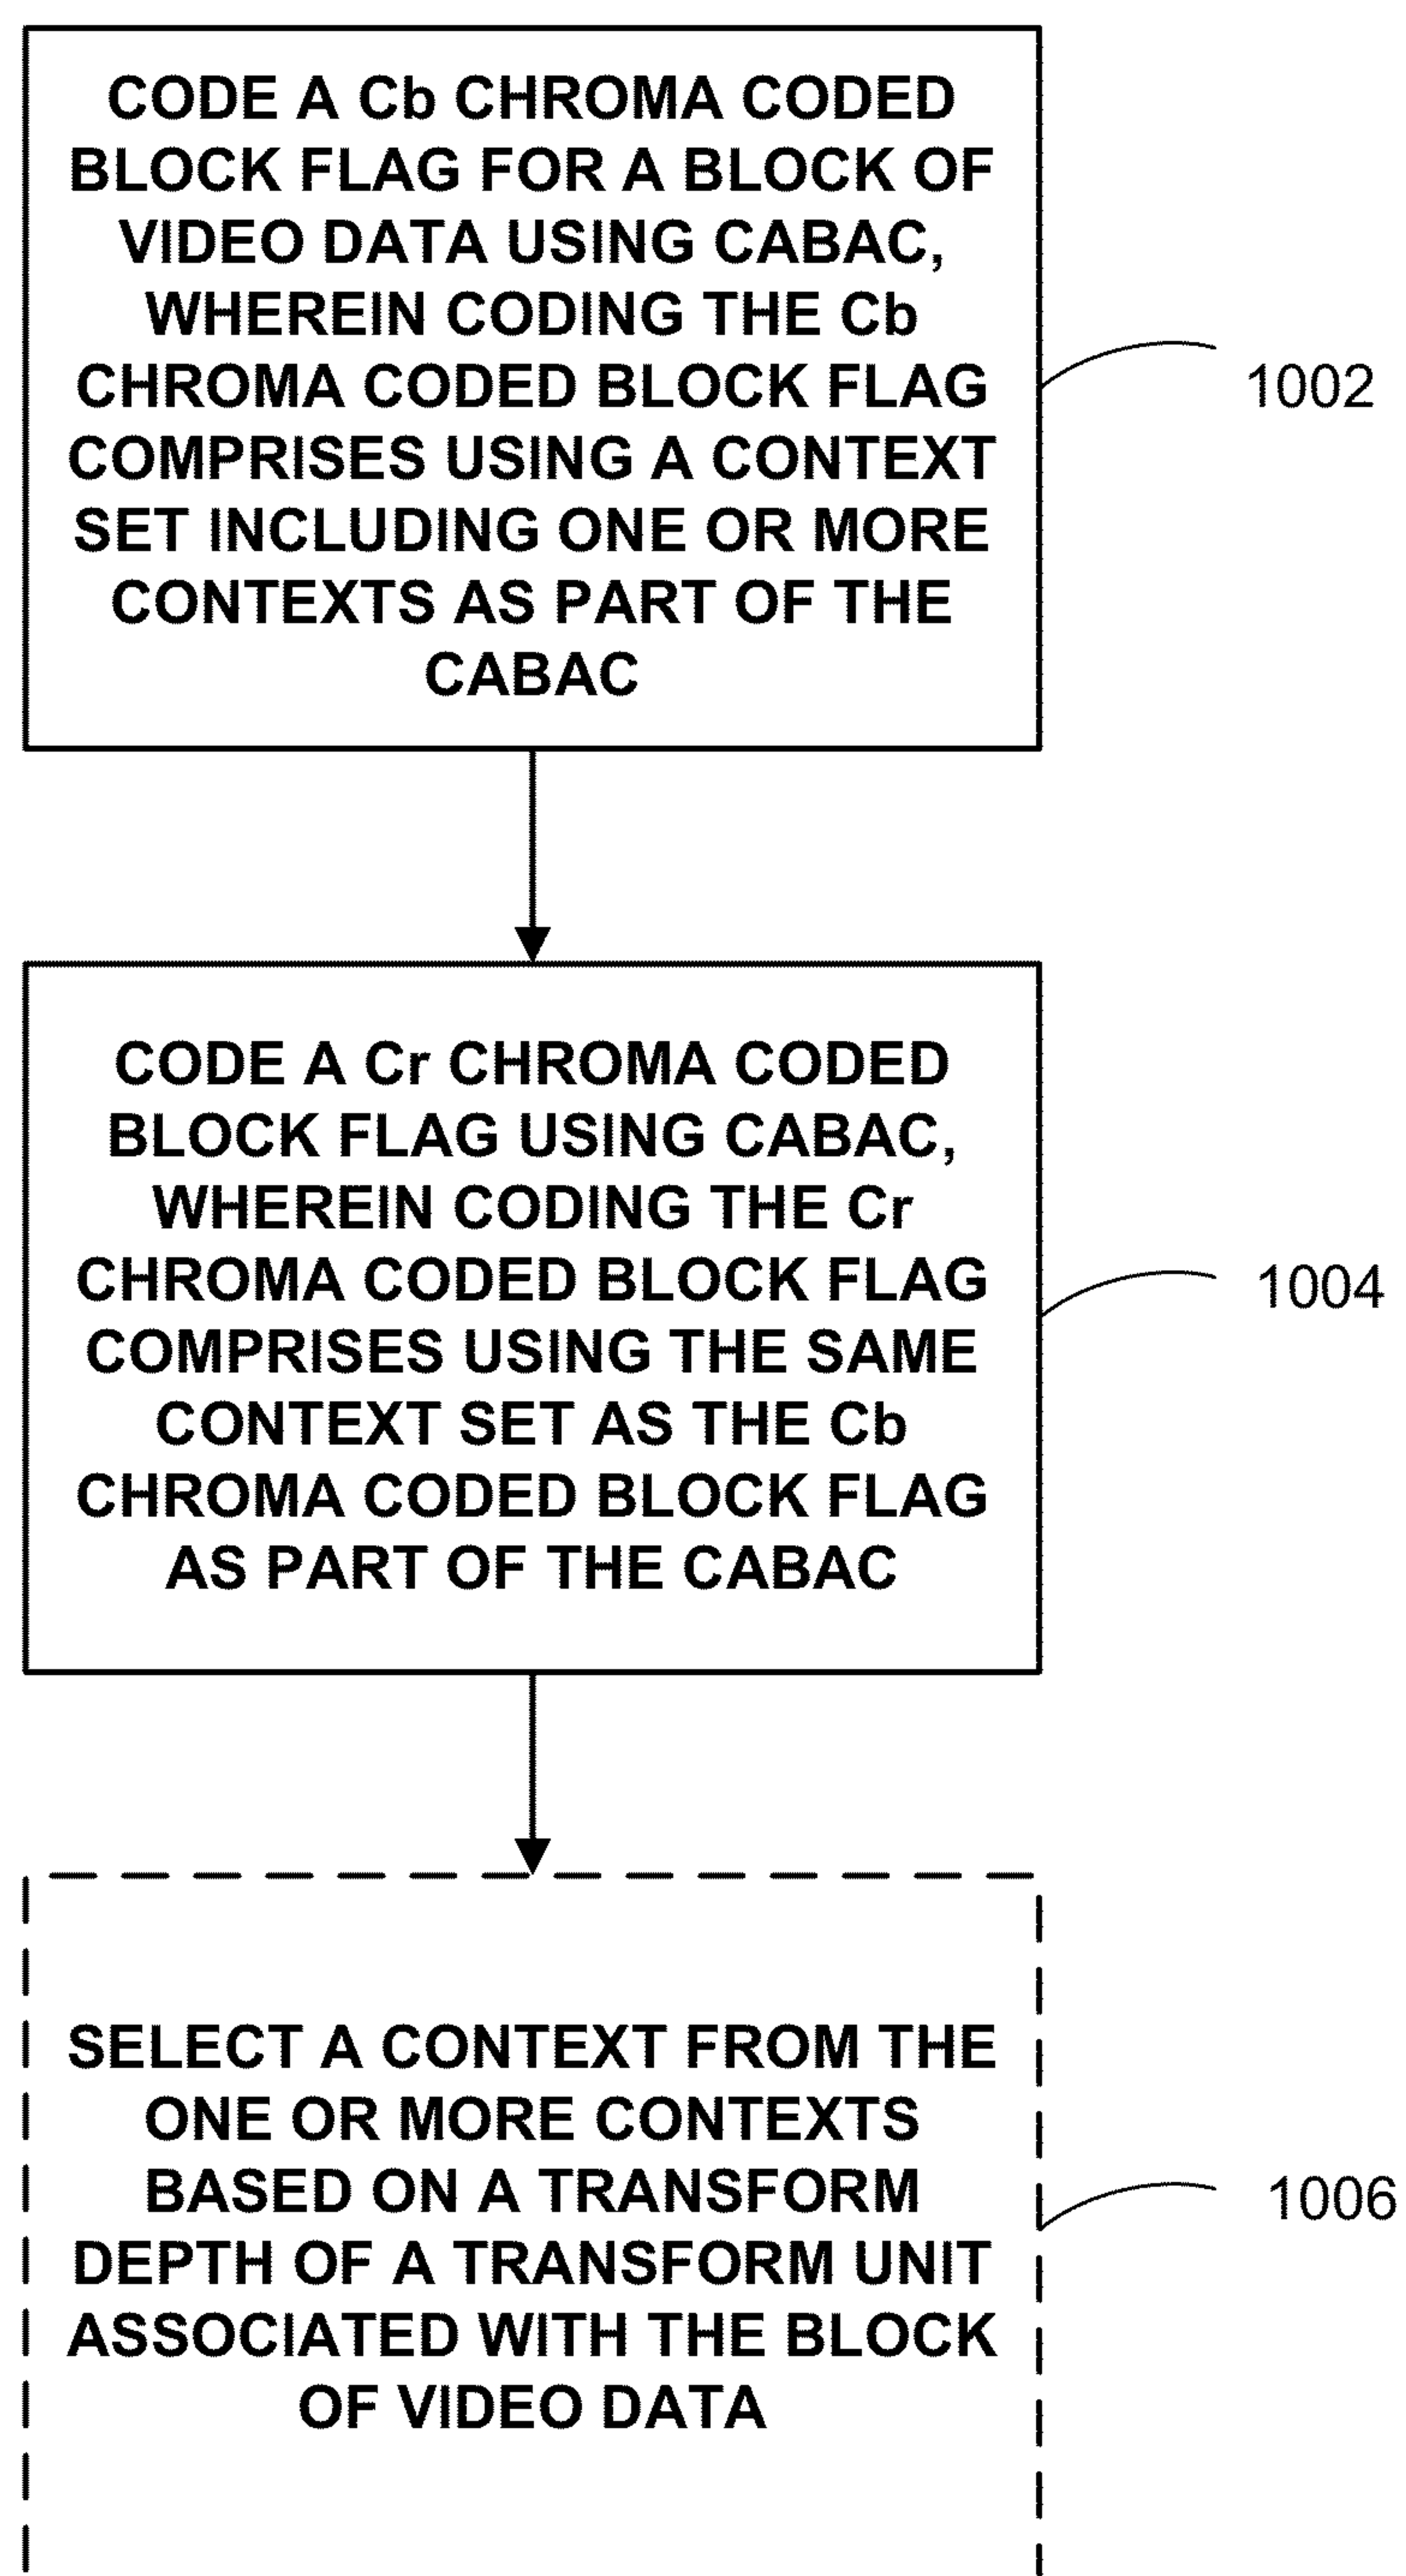 CODE A Cb CHROMA CODED
BLOCK FLAG FOR A BLOCK OF
VIDEO DATA USING CABAC,
WHEREIN CODING THE Cb
CHROMA CODED BLOCK FLAG
COMPRISES USING A CONTEXT
SET INCLUDING ONE OR MORE
CONTEXTS AS PART OF THE
CABAC
1002
CODE A Cr CHROMA CODED
BLOCK FLAG USING CABAC,
WHEREIN CODING THE Cr
CHROMA CODED BLOCK FLAG
COMPRISES USING THE SAME
CONTEXT SET AS THE Cb
CHROMA CODED BLOCK FLAG
AS PART OF THE CABAC
1004
SELECT A CONTEXT FROM THE
ONE OR MORE CONTEXTS
BASED ON A TRANSFORM
DEPTH OF A TRANSFORM UNIT
ASSOCIATED WITH THE BLOCK
OF VIDEO DATA
1006